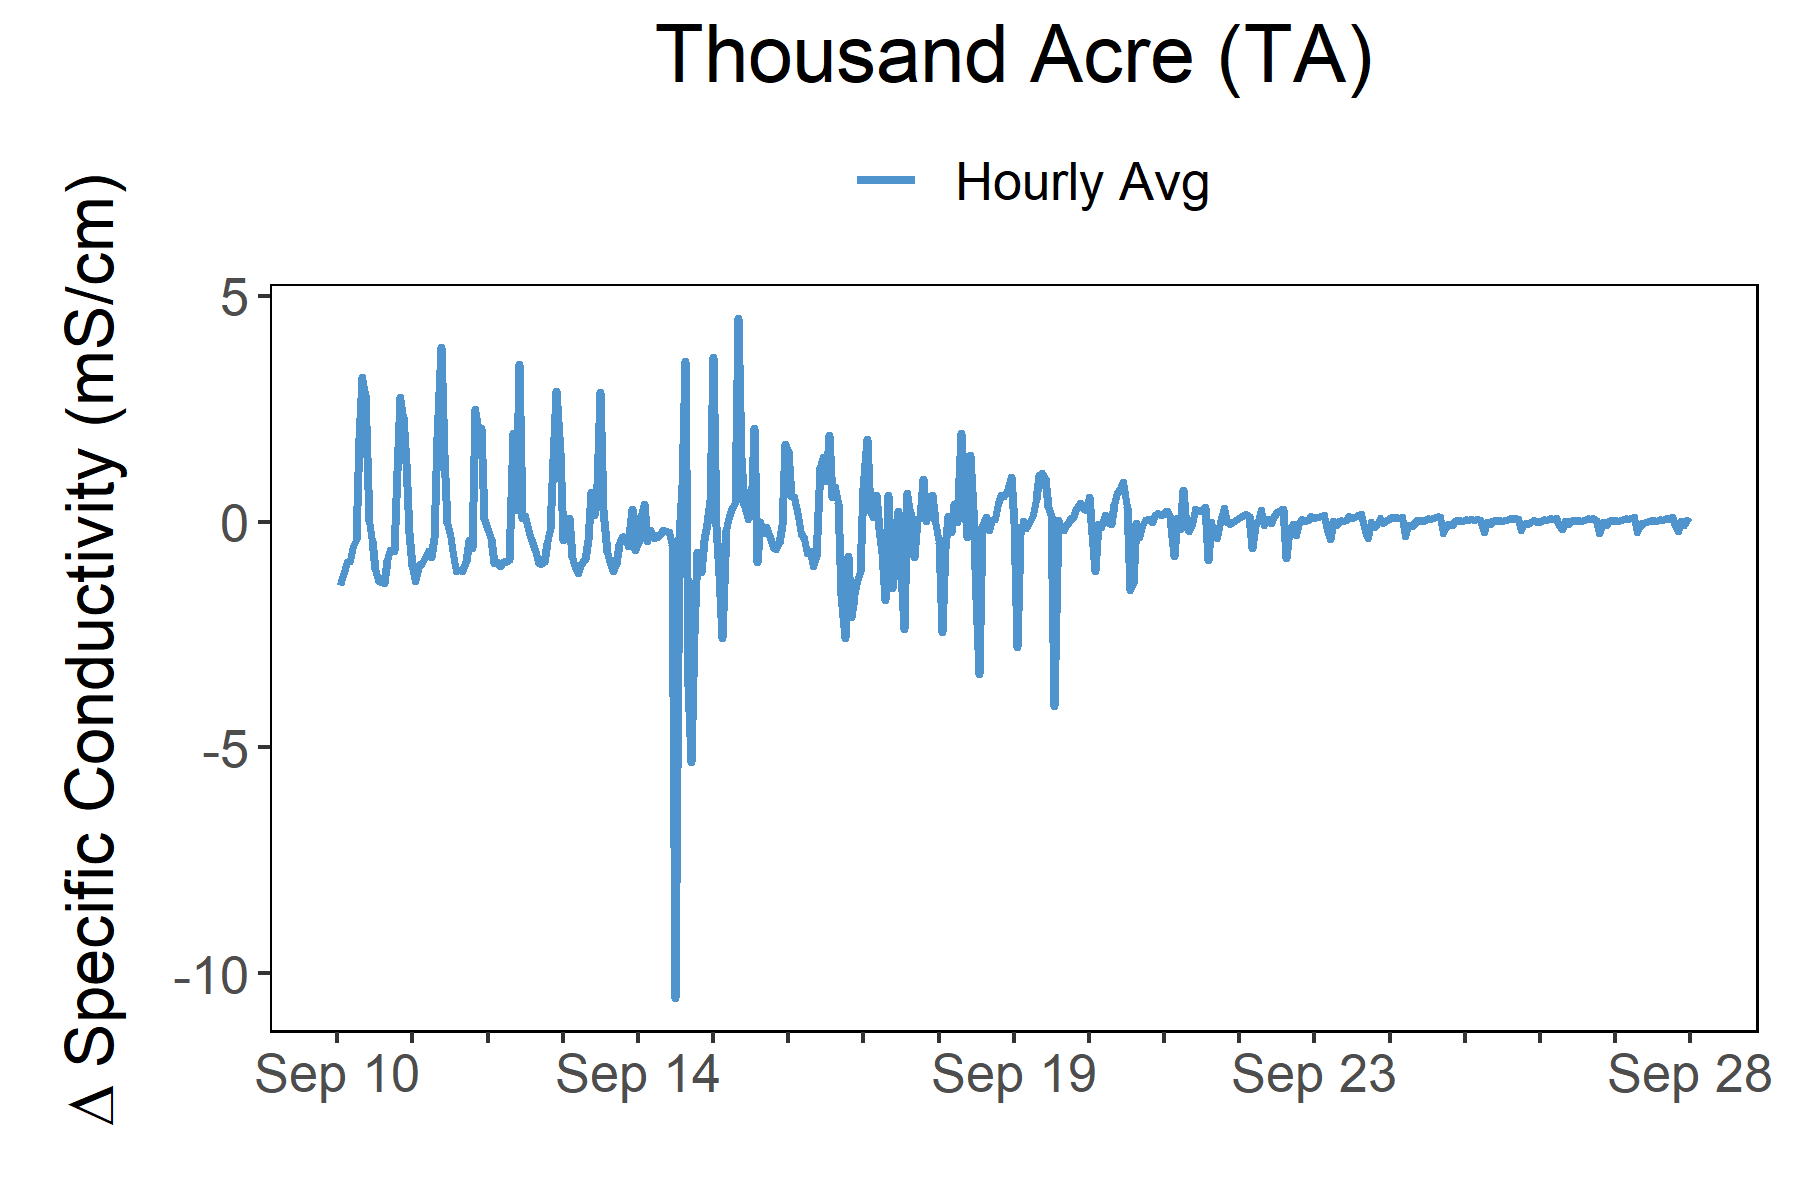 Thousand Acre (TA)
Hourly Avg
Δ Specific Conductivity (mS/cm)
5
0
-5
-10
Sep 10 Sep 14 Sep 19 Sep 23 Sep 28